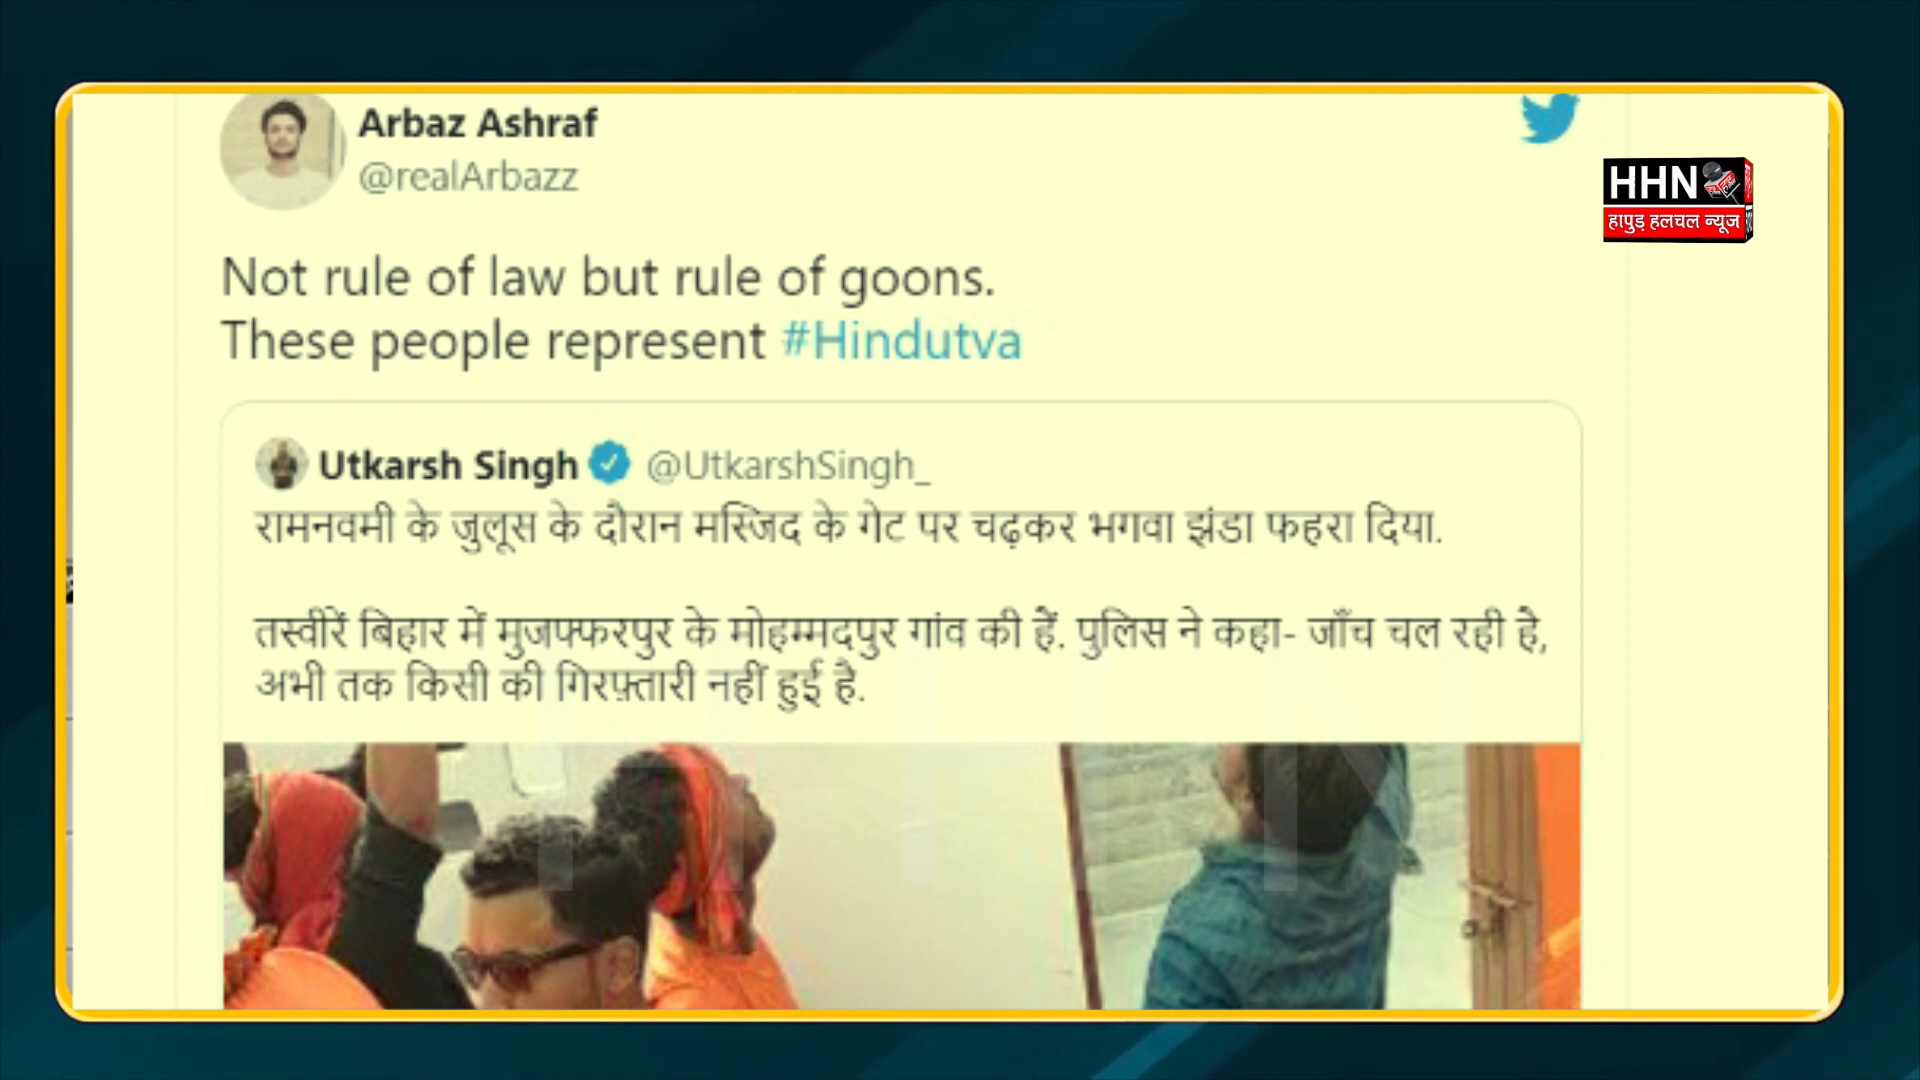 Arbaz Ashraf
@realArbazz
HHN
हापुड़ हलचल न्यूज
Not rule of law but rule of goons.
These people represent #Hindutva
Utkarsh Singh @UtkarshSingh_
रामनवमी के जुलूस के दौरान मस्जिद के गेट पर चढ़कर भगवा झंडा फहरा दिया.
तस्वीरें बिहार में मुजफ्फरपुर के मोहम्मदपुर गांव की हैं. पुलिस ने कहा- जाँच चल रही है,
अभी तक किसी की गिरफ़्तारी नहीं हुई है.
HHN